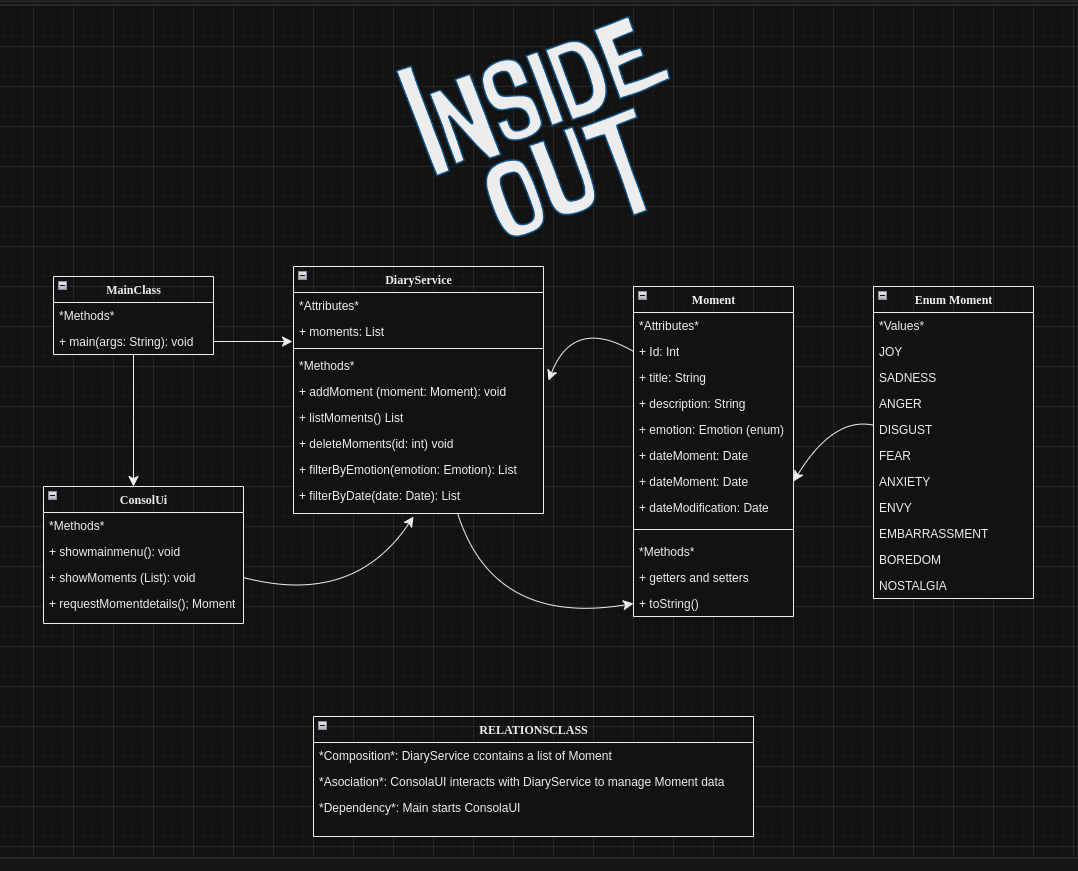 INSIDE
OUT
MainClass
*Methods*
+ main(args: String): void
DiaryService
*Attributes*
+ moments: List
*Methods*
+ addMoment (moment: Moment): void
+ listMoments() List
+ deleteMoments(id: int) void
+ filterByEmotion(emotion: Emotion): List
+ filterByDate(date: Date): List
Moment
*Attributes*
+ Id: Int
+ title: String
+ description: String
+ emotion: Emotion (enum)
+ dateMoment: Date
+ dateMoment: Date
+ dateModification: Date
*Methods*
+ getters and setters
+ toString()
Enum Moment
*Values*
JOY
SADNESS
ANGER
DISGUST
FEAR
ANXIETY
ENVY
EMBARRASSMENT
BOREDOM
NOSTALGIA
ConsolUi
*Methods*
+ showmainmenu(): void
+ showMoments (List): void
+ requestMomentdetails(); Moment
RELATIONSCLASS
*Composition*: DiaryService ccontains a list of Moment
*Asociation*: ConsolaUI interacts with DiaryService to manage Moment data
*Dependency*: Main starts ConsolaUI